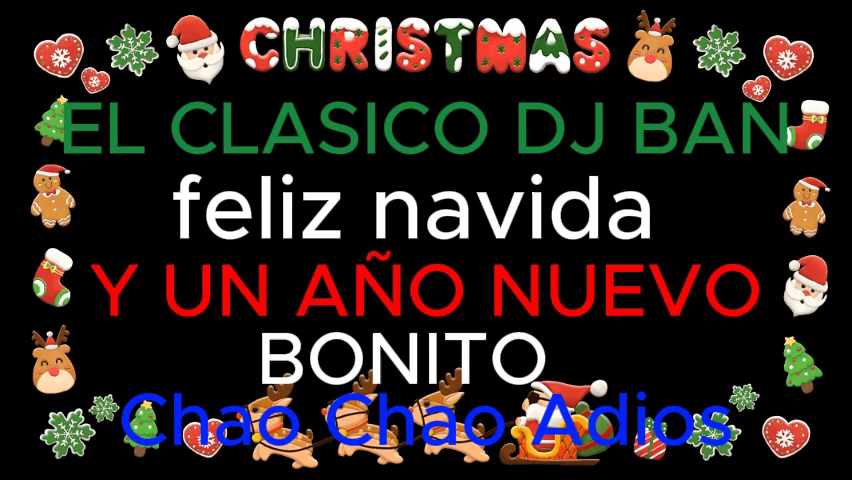 CHRISTMAS
EL CLASICO DJ BAN
feliz navida
Y UN AÑO NUEVO
BONITO
Chao Chao Adios